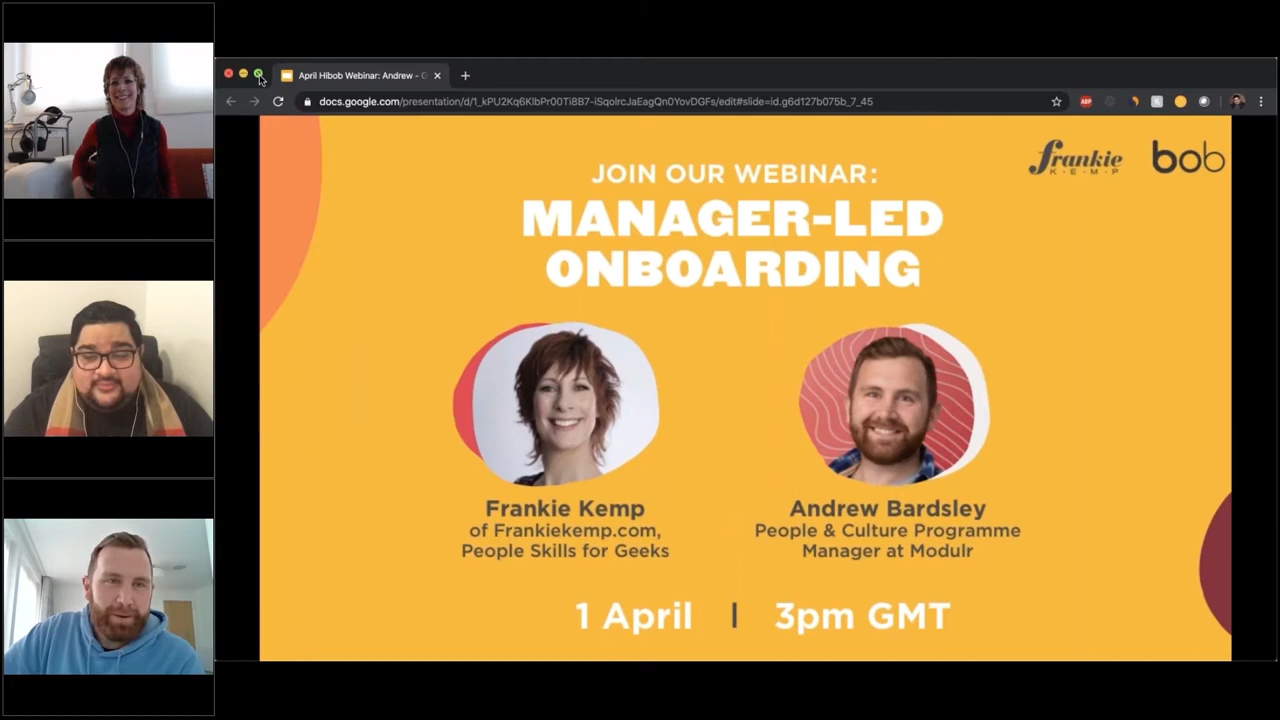 April Hibob Webinar: Andrew - G
docs.google.com/presentation/d/1_kPU2Kq6KlbPr00Ti8B7-iSqolrcJaEagQn0YovDGFs/edit#slide=id.g6d127b075b_7_45
ABP
frankie
K·E·M·P
bob
JOIN OUR WEBINAR:
MANAGER-LED
ONBOARDING
Frankie Kemp
of Frankiekemp.com,
People Skills for Geeks
Andrew Bardsley
People & Culture Programme
Manager at Modulr
1 April | 3pm GMT